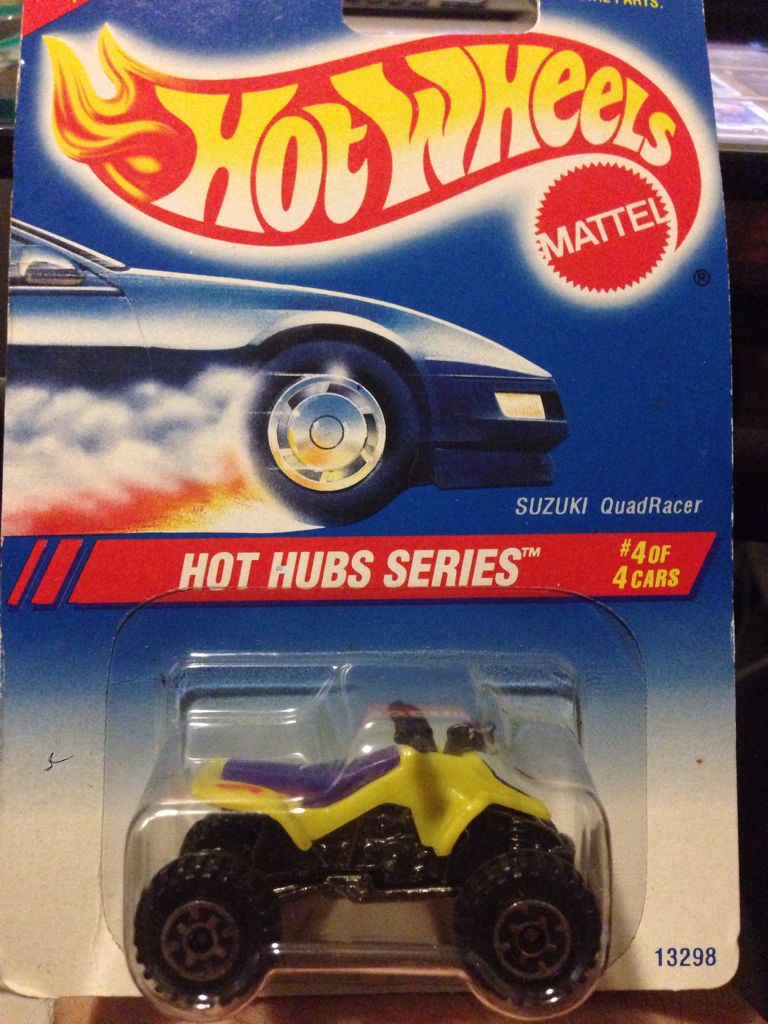 Hot Wheels
MATTEL
®
SUZUKI QuadRacer
HOT HUBS SERIES™
#4 OF
4 CARS
13298